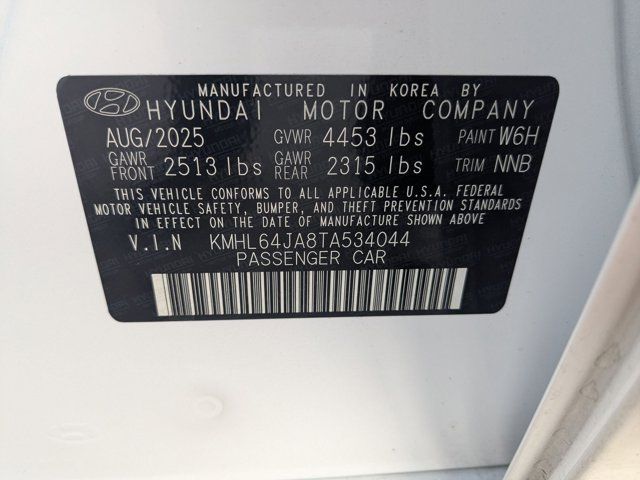 MANUFACTURED IN KOREA BY
HYUNDAI MOTOR COMPANY
AUG/2025 GVWR 4453 lbs PAINT W6H
GAWR FRONT 2513 lbs GAWR REAR 2315 lbs TRIM NNB
THIS VEHICLE CONFORMS TO ALL APPLICABLE U.S.A. FEDERAL
MOTOR VEHICLE SAFETY, BUMPER, AND THEFT PREVENTION STANDARDS
IN EFFECT ON THE DATE OF MANUFACTURE SHOWN ABOVE
V.I.N KMHL64JA8TA534044
PASSENGER CAR